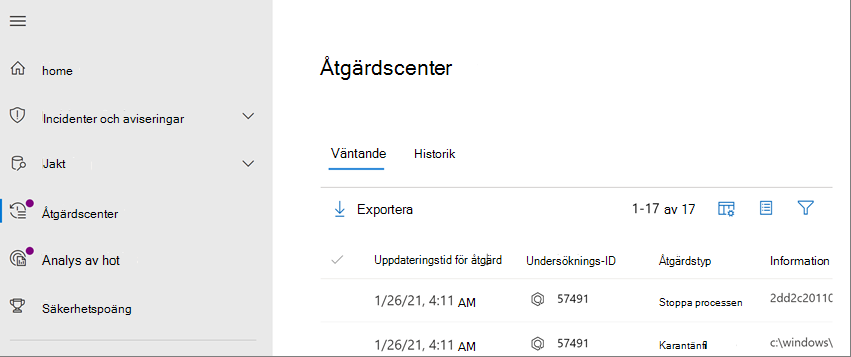 home
Åtgärdscenter
Incidenter och aviseringar
Väntande Historik
Jakt
Exportera 1-17 av 17
Åtgärdscenter
Analys av hot
Uppdateringstid för åtgärd Undersöknings-ID Åtgärdstyp Information
Säkerhetspoäng
1/26/21, 4:11 AM 57491 Stoppa processen 2dd2c20110
1/26/21, 4:11 AM 57491 Karantänfil c:\windows\